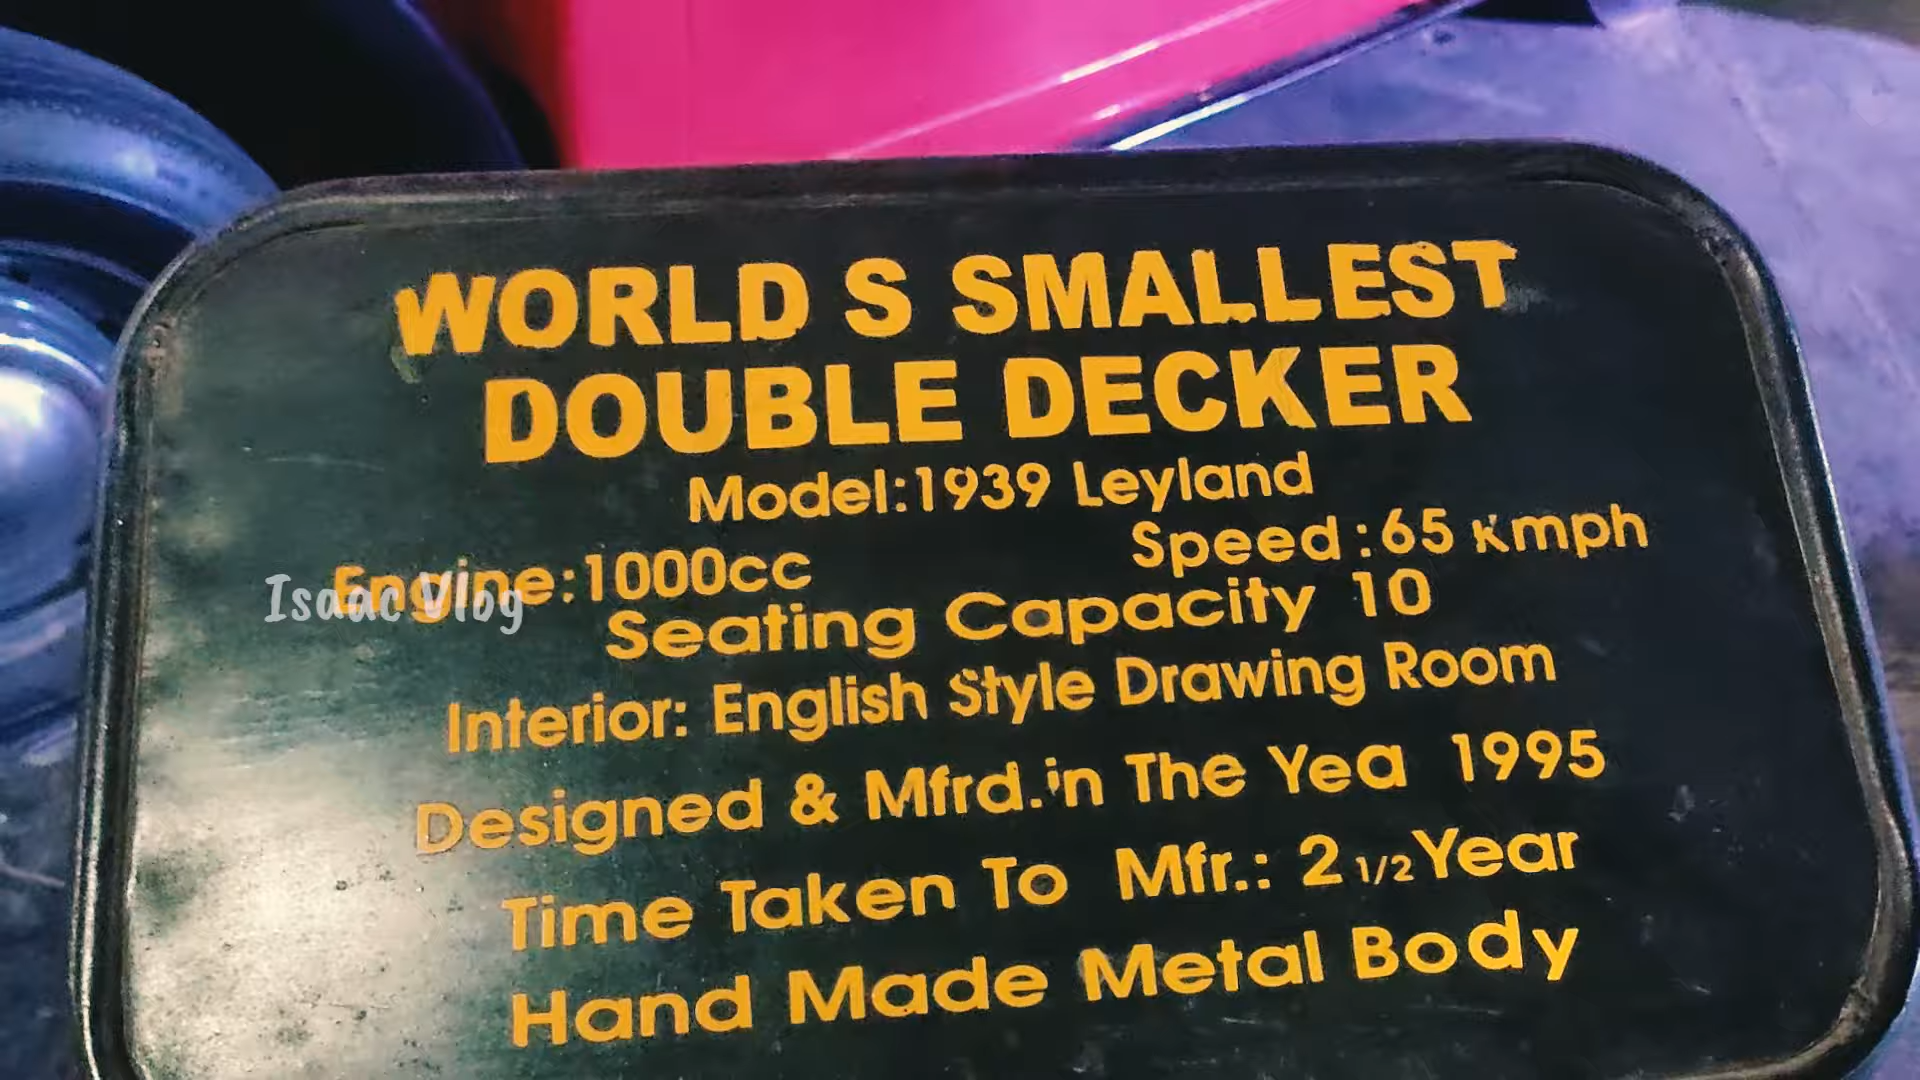 WORLD S SMALLEST
DOUBLE DECKER
Model:1939 Leyland
Engine:1000cc Speed :65 Kmph
Isaac Vlog
Seating Capacity 10
Interior: English Style Drawing Room
Designed & Mfrd.in The Yea 1995
Time Taken To Mfr.: 2 1/2 Year
Hand Made Metal Body